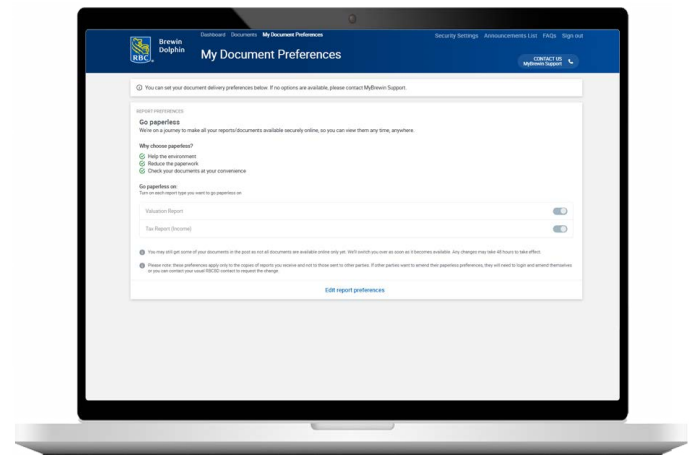 Dashboard Documents My Document Preferences
Security Settings Announcements List FAQs Sign out
RBC
Brewin
Dolphin
My Document Preferences
CONTACT US
MyBrewin Support
You can set your document delivery preferences below. If no options are available, please contact MyBrewin Support.
REPORT PREFERENCES
Go paperless
We're on a journey to make all your reports/documents available securely online, so you can view them any time, anywhere.
Why choose paperless?
Help the environment
Reduce the paperwork
Check your documents at your convenience
Go paperless on:
Turn on each report type you want to go paperless on
Valuation Report
Tax Report (Income)
You may still get some of your documents in the post as not all documents are available online only yet. We'll switch you over as soon as it becomes available. Any changes may take 48 hours to take effect
Please note: these preferences apply only to the copies of reports you receive and not to those sent to other parties. If other parties want to amend their paperless preferences, they will need to login and amend themselves
or you can contact your usual RBCBD contact to request the change.
Edit report preferences